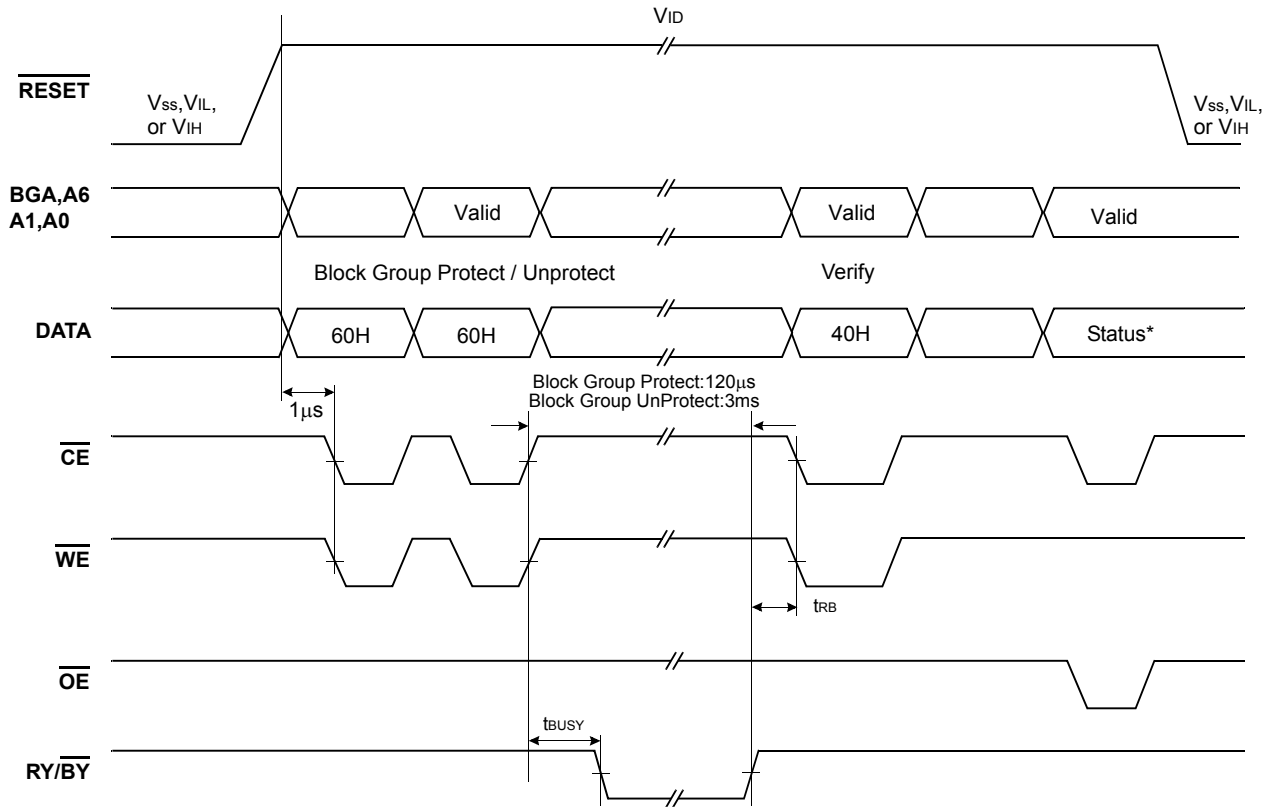 VID
RESET
Vss,VIL,
or VIH
Vss,VIL,
or VIH
BGA,A6
A1,A0
Valid
Valid
Valid
Block Group Protect / Unprotect
Verify
DATA
60H
60H
40H
Status*
1μs
Block Group Protect:120μs
Block Group UnProtect:3ms
CE
WE
tRB
OE
tBUSY
RY/BY